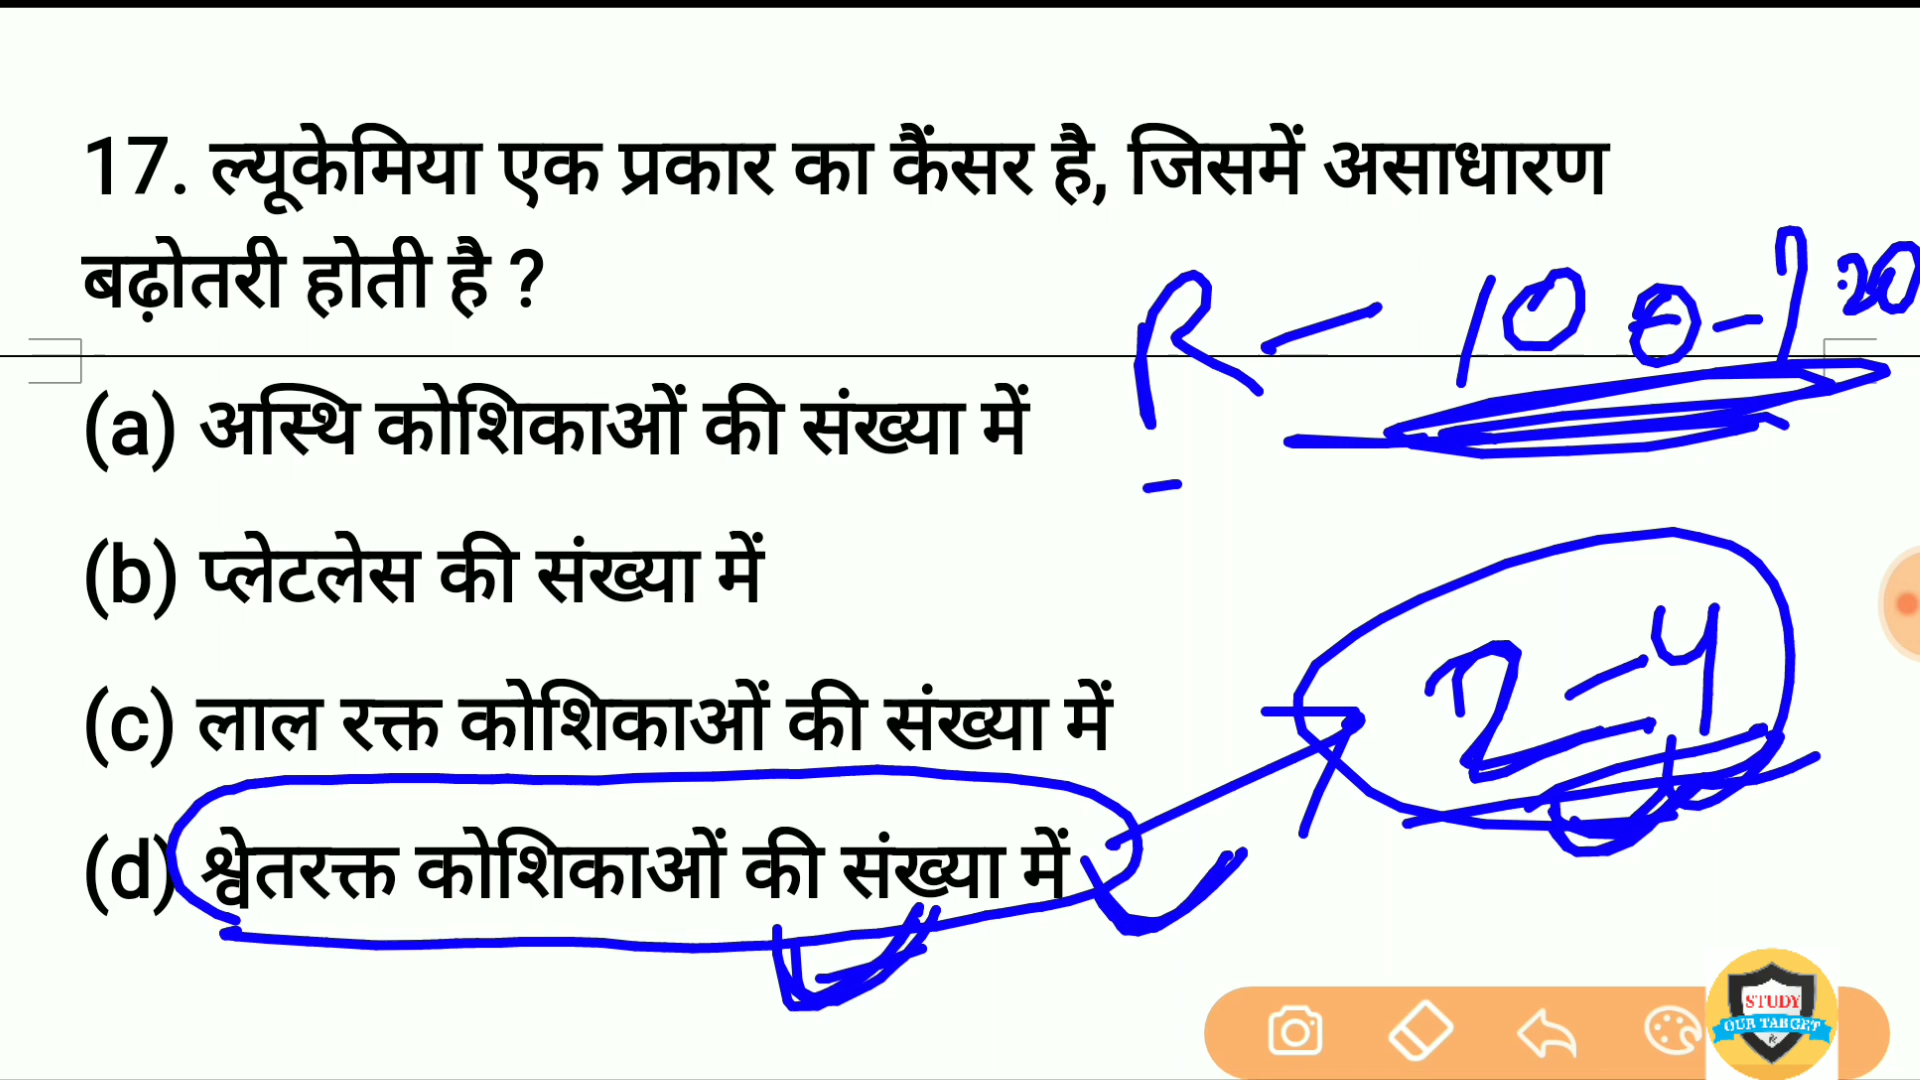 17. ल्यूकेमिया एक प्रकार का कैंसर है, जिसमें असाधारण
बढ़ोतरी होती है ?
R - 100 - 120
(a) अस्थि कोशिकाओं की संख्या में
(b) प्लेटलेस की संख्या में
2 - 4
(c) लाल रक्त कोशिकाओं की संख्या में
(d) श्वेतरक्त कोशिकाओं की संख्या में
STUDY
OUR TARGET